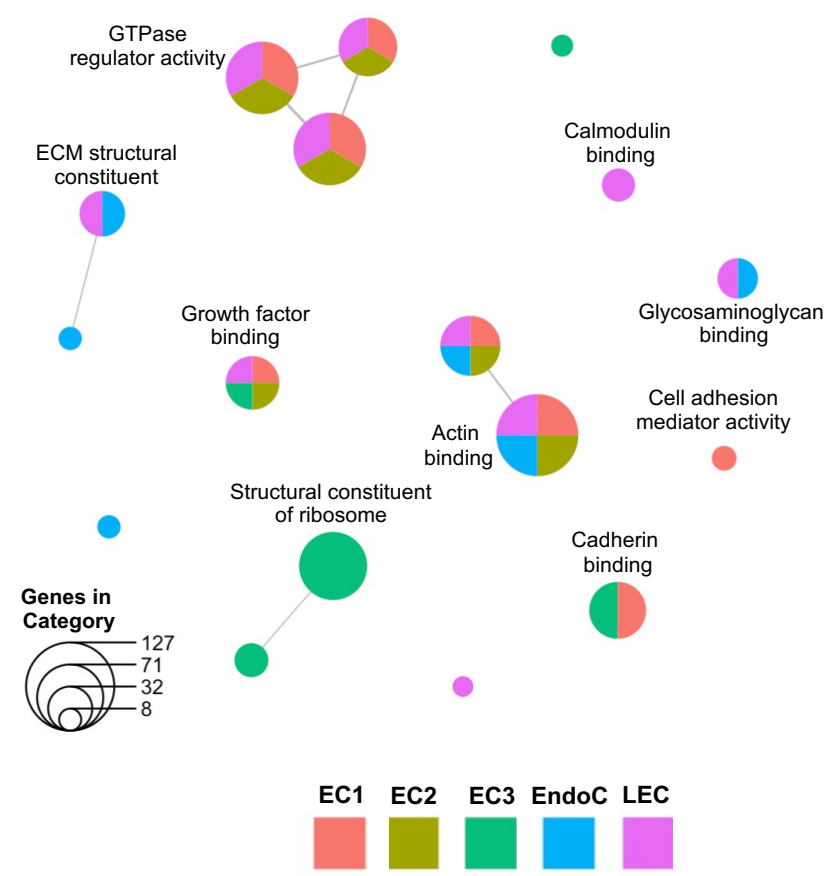 GTPase
regulator activity
Calmodulin
binding
ECM structural
constituent
Glycosaminoglycan
binding
Growth factor
binding
Cell adhesion
mediator activity
Actin
binding
Structural constituent
of ribosome
Cadherin
binding
Genes in
Category
127
71
32
8
EC1 EC2 EC3 EndoC LEC